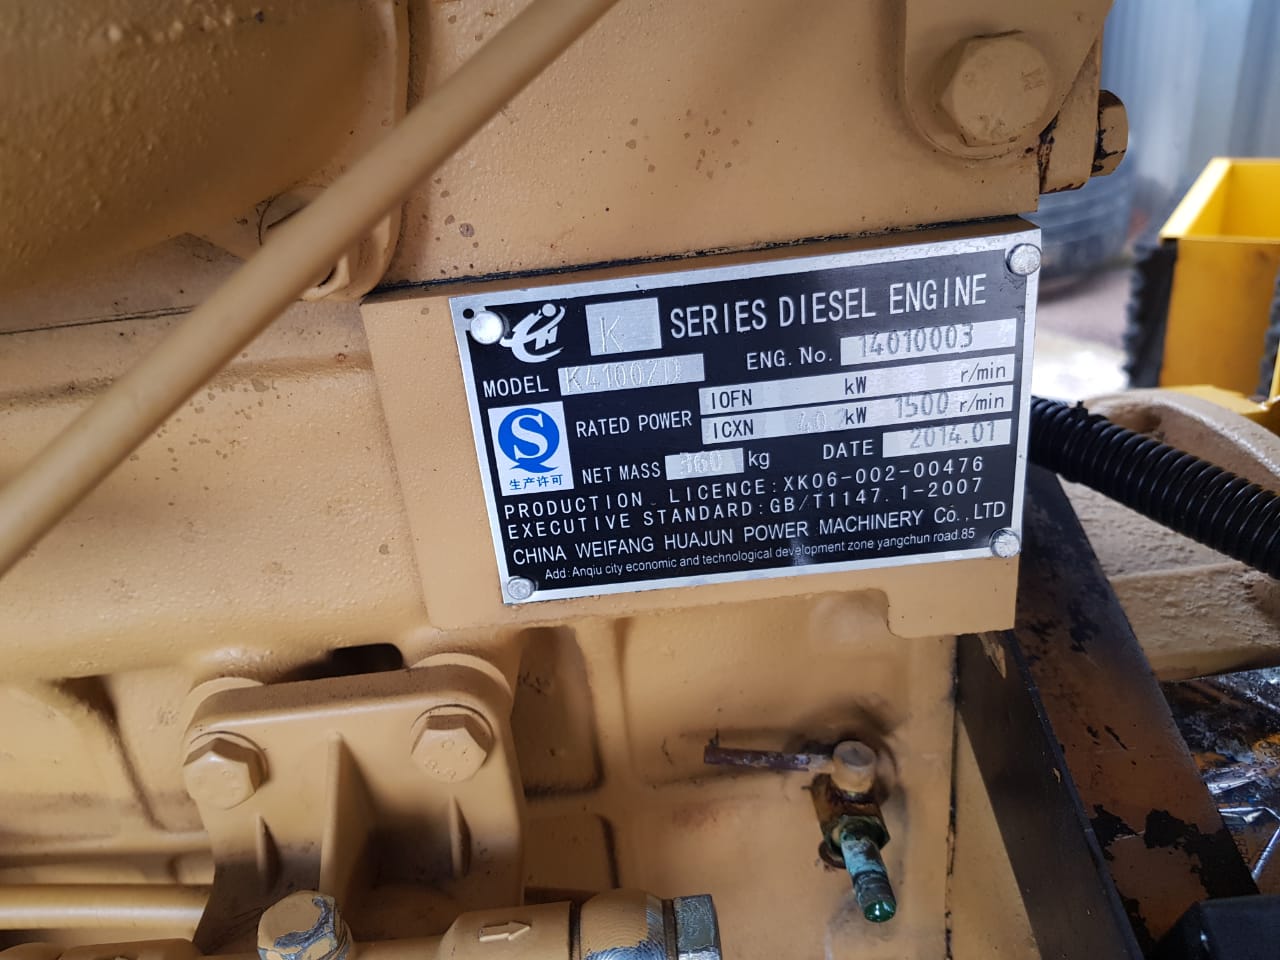 K SERIES DIESEL ENGINE
MODEL K4100ZD ENG. No. 14010003
RATED POWER
IOFN kW r/min
ICXN kW 1500 r/min
NET MASS 360 kg DATE 2014.01
S
生产许可
PRODUCTION LICENCE:XK06-002-00476
EXECUTIVE STANDARD:GB/T1147.1-2007
CHINA WEIFANG HUAJUN POWER MACHINERY Co.,LTD
Add:Anqiu city economic and technological development zone yangchun road.85